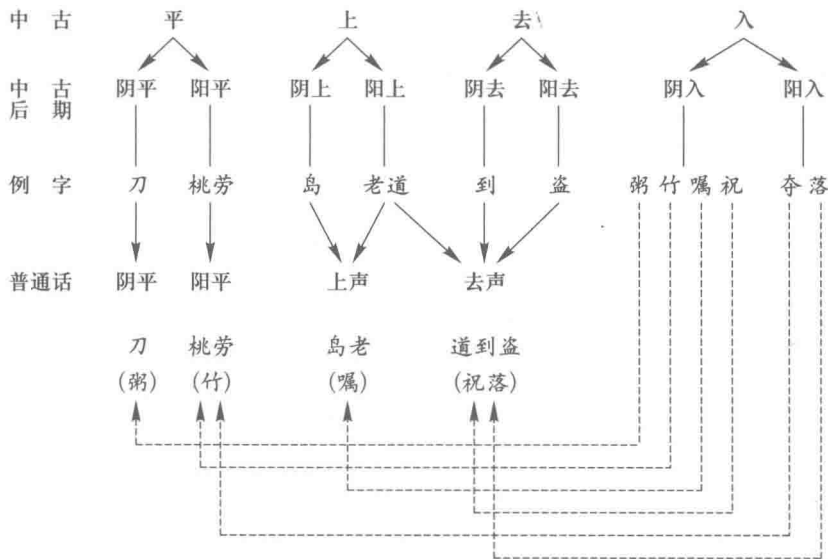 中古 平 上 去 入
中古后期 阴平 阳平 阴上 阳上 阴去 阳去 阴入 阳入
例字 刀 桃劳 岛 老道 到 盗 粥竹嘱祝 夺落
普通话 阴平 阳平 上声 去声
刀 桃劳 岛老 道到盗
(粥) (竹) (嘱) (祝落)